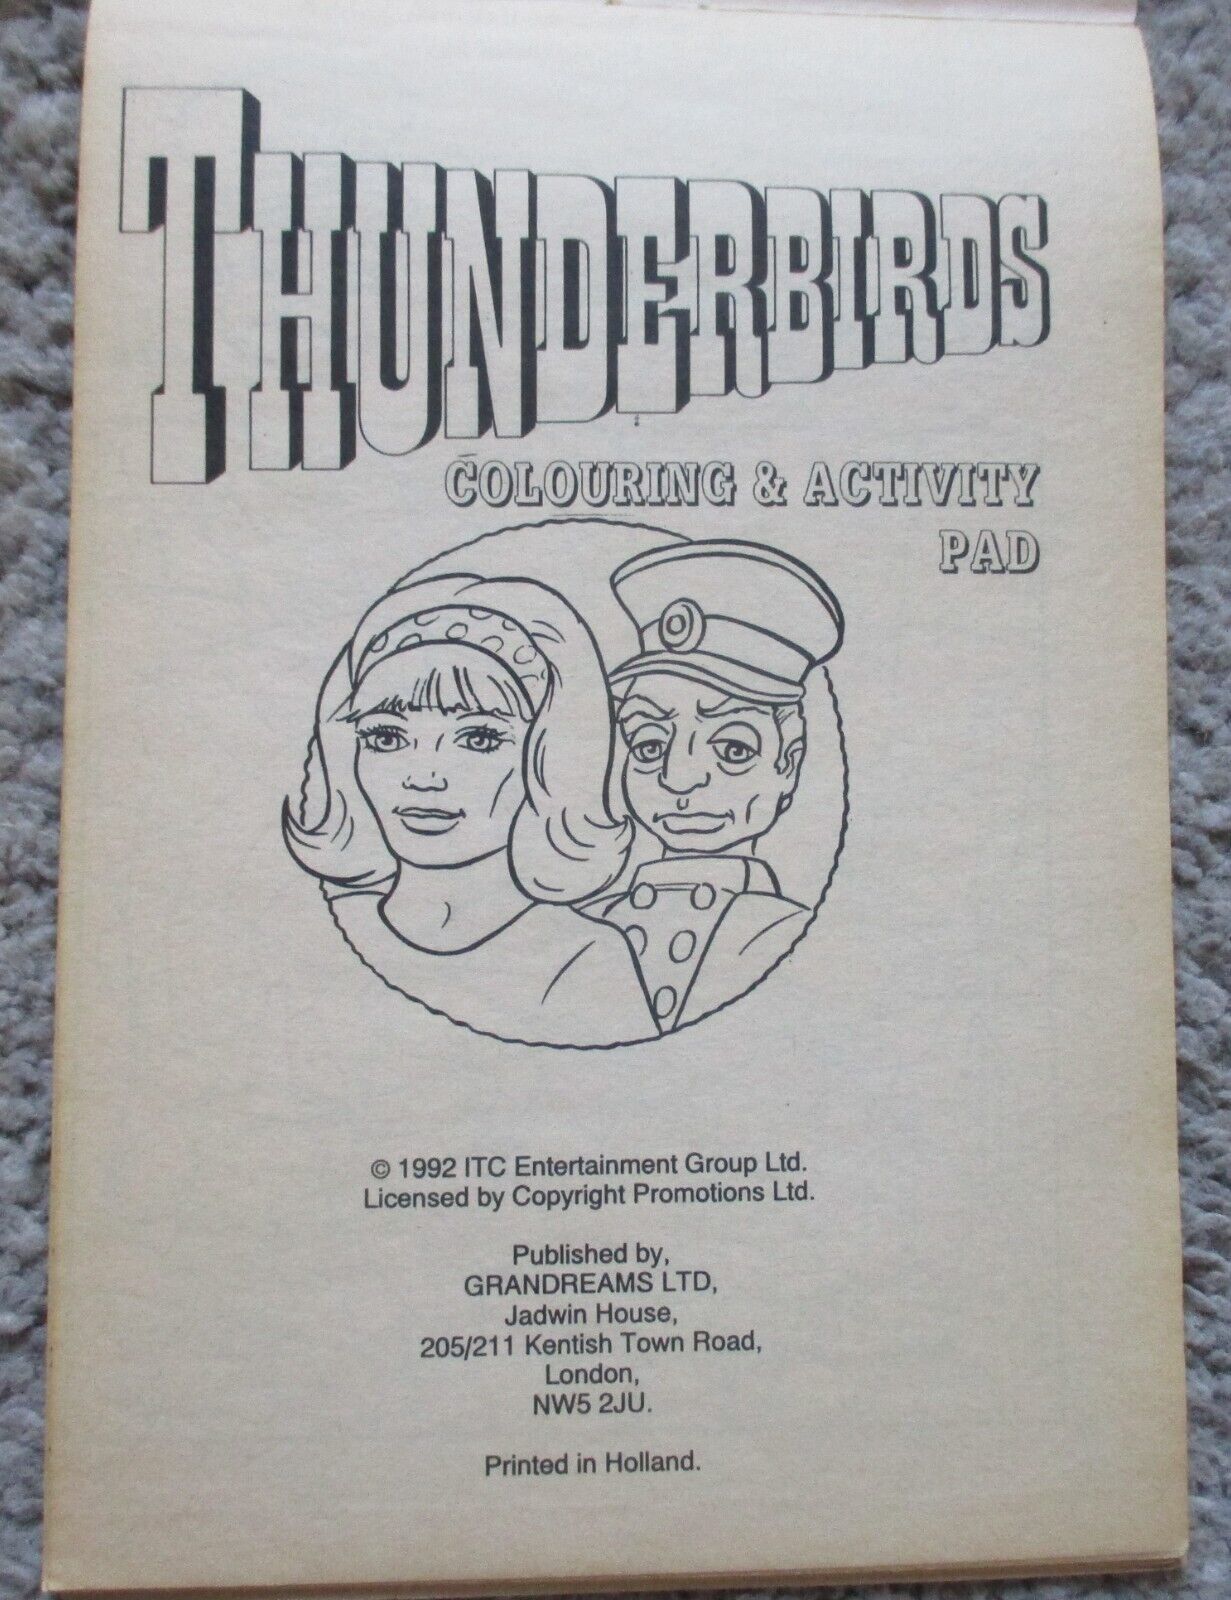 THUNDERBIRDS
COLOURING & ACTIVITY
PAD
© 1992 ITC Entertainment Group Ltd.
Licensed by Copyright Promotions Ltd.
Published by,
GRANDREAMS LTD,
Jadwin House,
205/211 Kentish Town Road,
London,
NW5 2JU.
Printed in Holland.